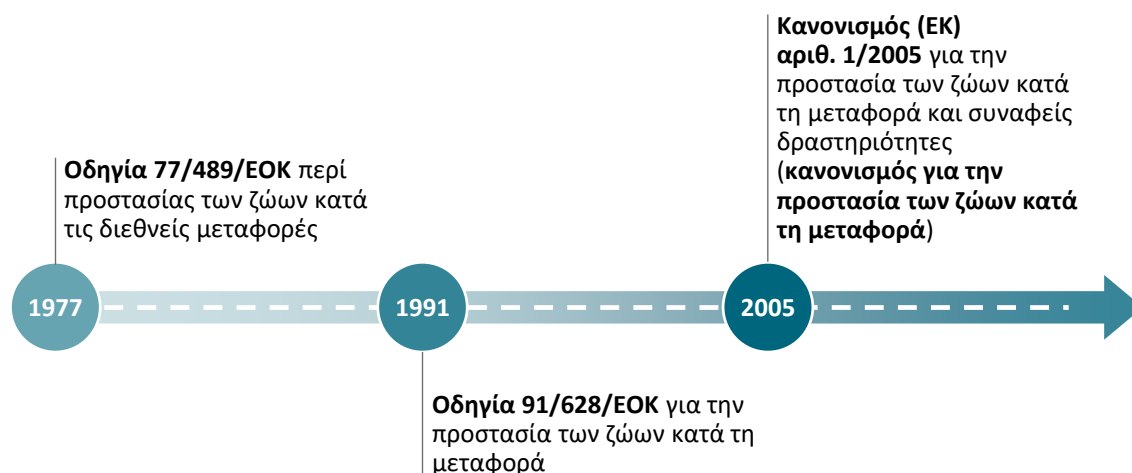 Κανονισμός (ΕΚ)
αριθ. 1/2005 για την
προστασία των ζώων κατά
τη μεταφορά και συναφείς
δραστηριότητες
(κανονισμός για την
προστασία των ζώων κατά
τη μεταφορά)
Οδηγία 77/489/ΕΟΚ περί
προστασίας των ζώων κατά
τις διεθνείς μεταφορές
1977
1991
2005
Οδηγία 91/628/ΕΟΚ για την
προστασία των ζώων κατά τη
μεταφορά